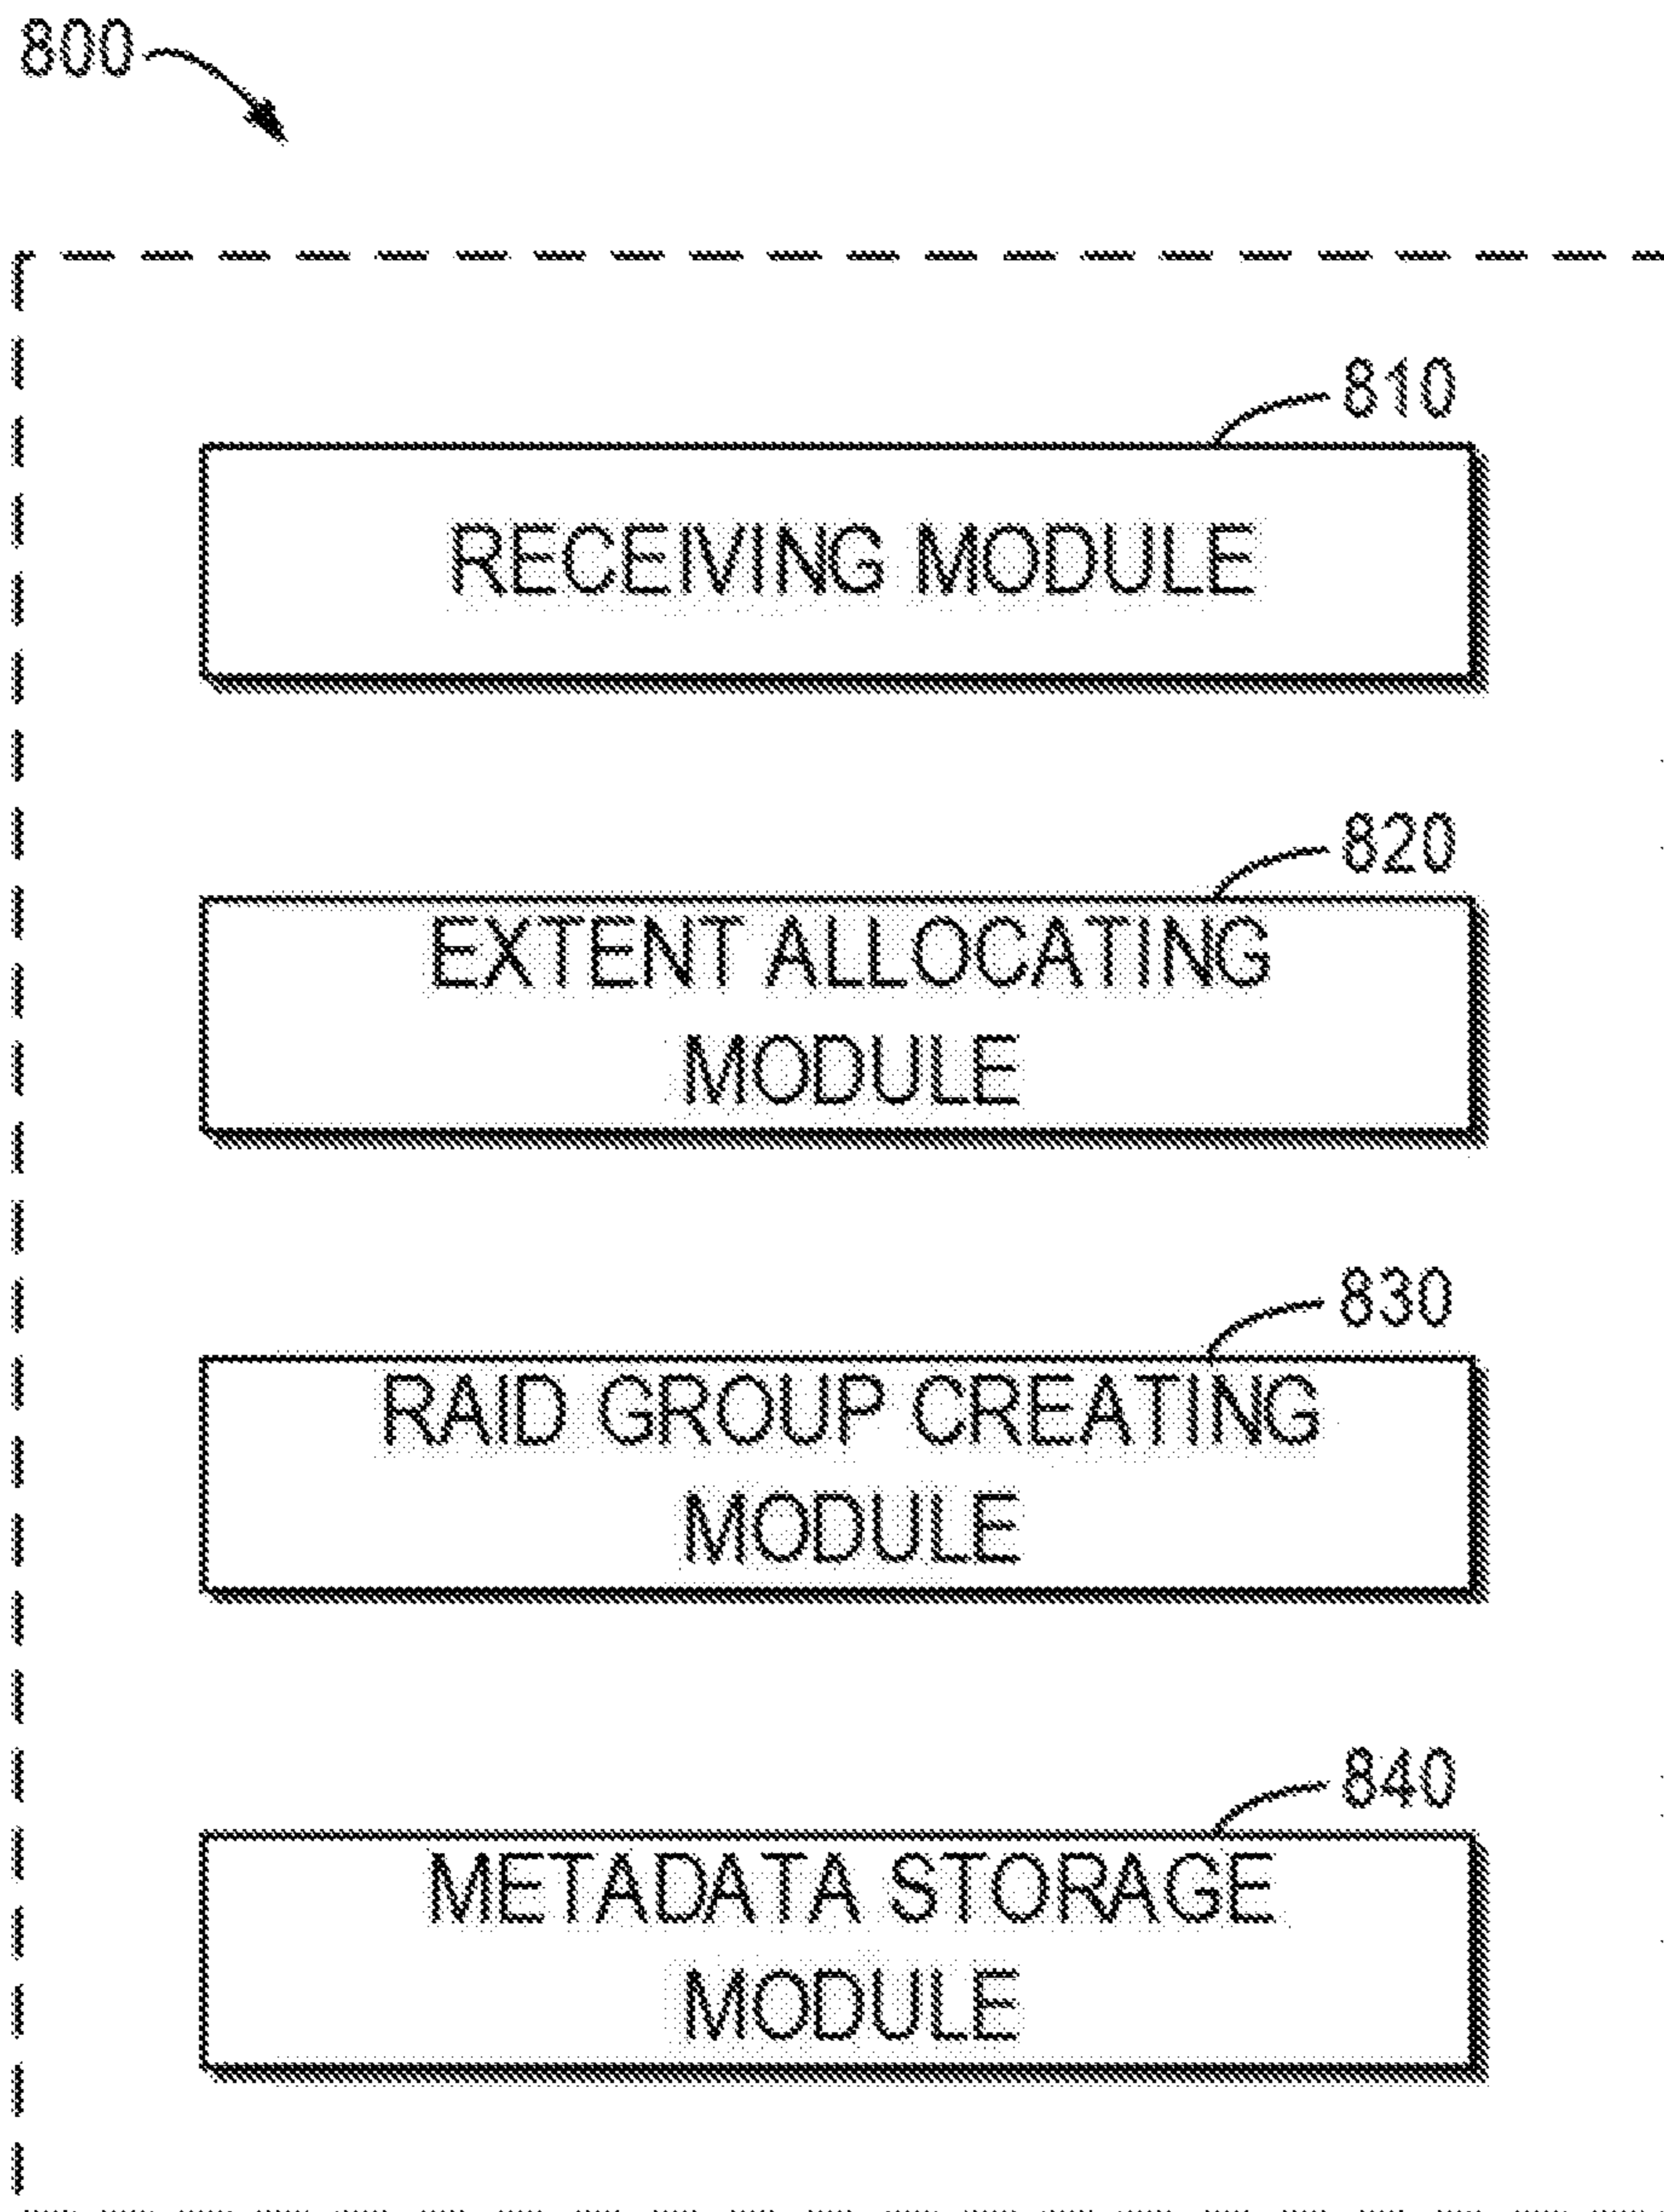 800
810
RECEIVING MODULE
820
EXTENT ALLOCATING
MODULE
830
RAID GROUP CREATING
MODULE
840
METADATA STORAGE
MODULE